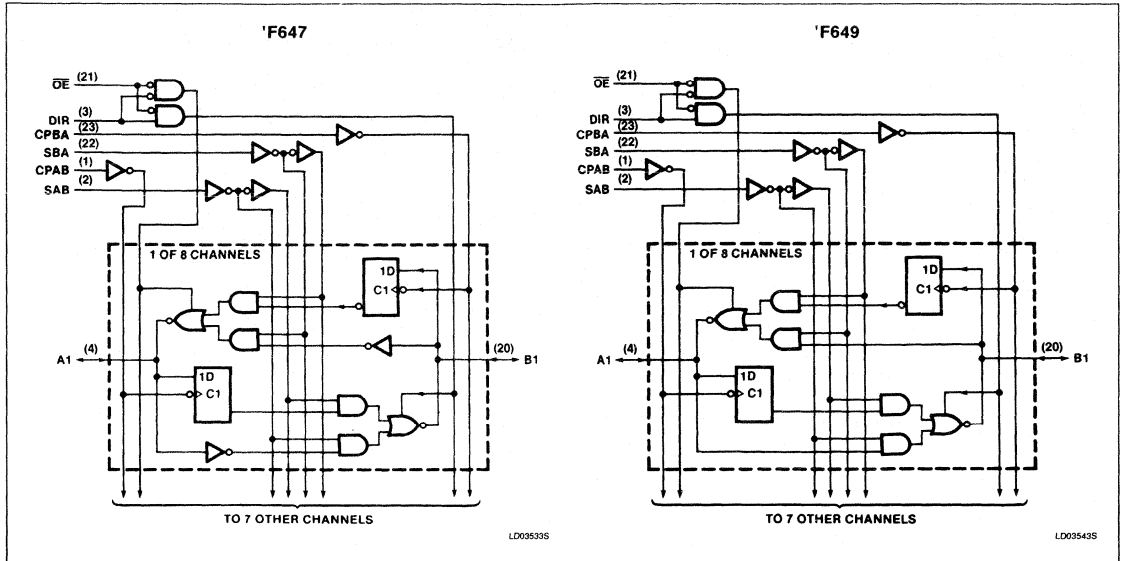 'F647
OE (21)
DIR (3)
CPBA (23)
SBA (22)
CPAB (1)
SAB (2)
1 OF 8 CHANNELS
1D
C1
A1 (4)
(20) B1
1D
C1
TO 7 OTHER CHANNELS
LD03533S
'F649
OE (21)
DIR (3)
CPBA (23)
SBA (22)
CPAB (1)
SAB (2)
1 OF 8 CHANNELS
1D
C1
A1 (4)
(20) B1
1D
C1
TO 7 OTHER CHANNELS
LD03543S